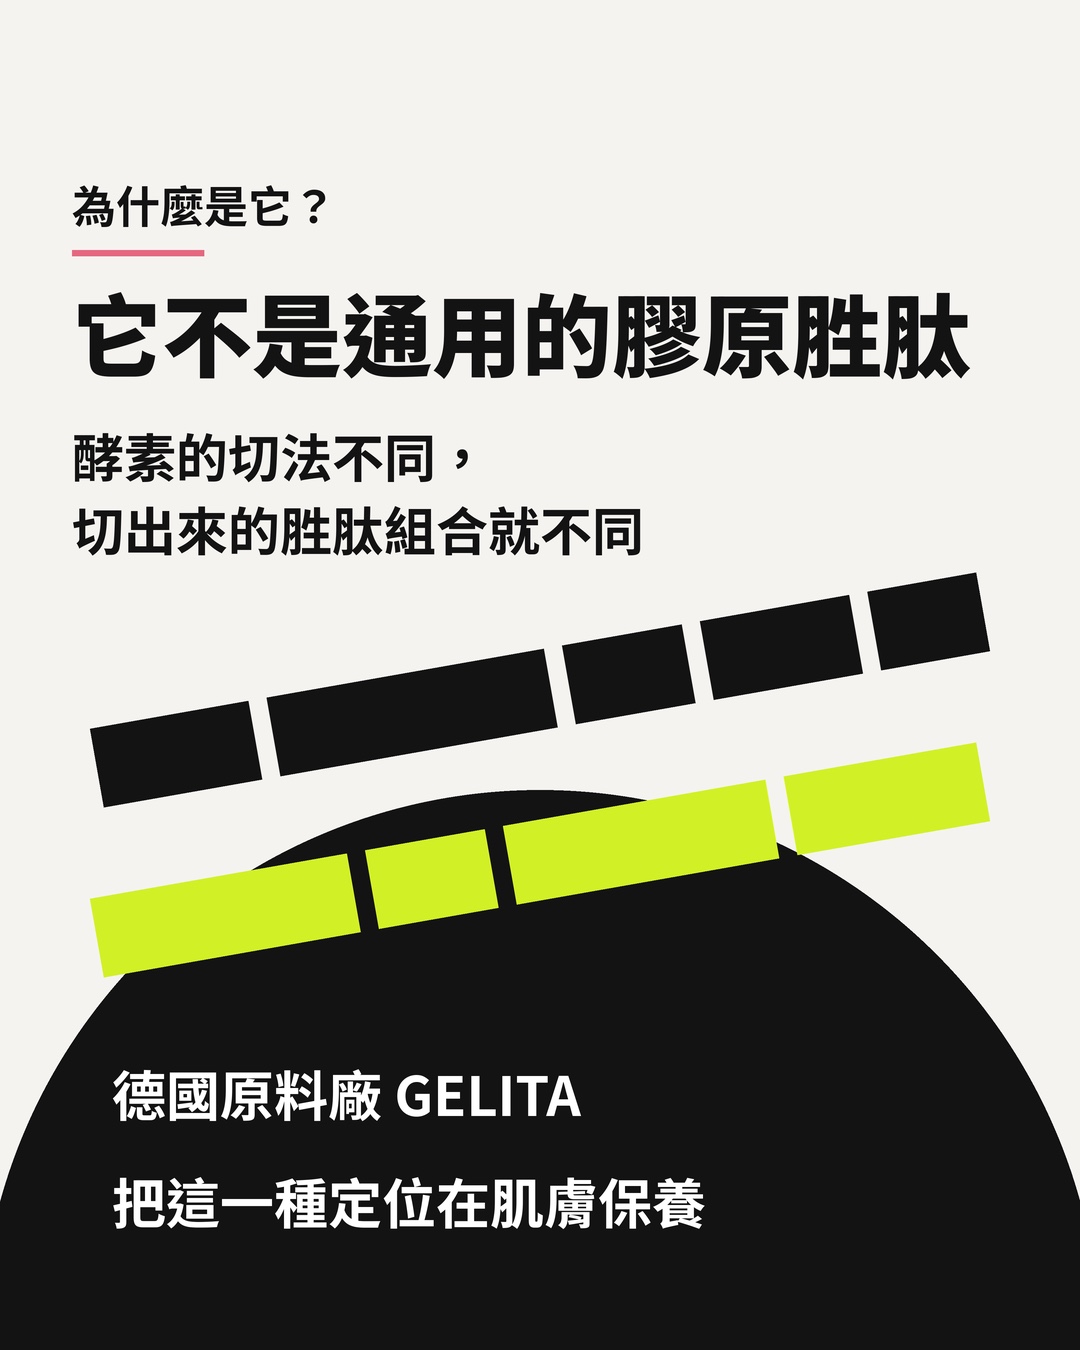 為什麼是它？
它不是通用的膠原胜肽
酵素的切法不同，
切出來的胜肽組合就不同
德國原料廠 GELITA
把這一種定位在肌膚保養